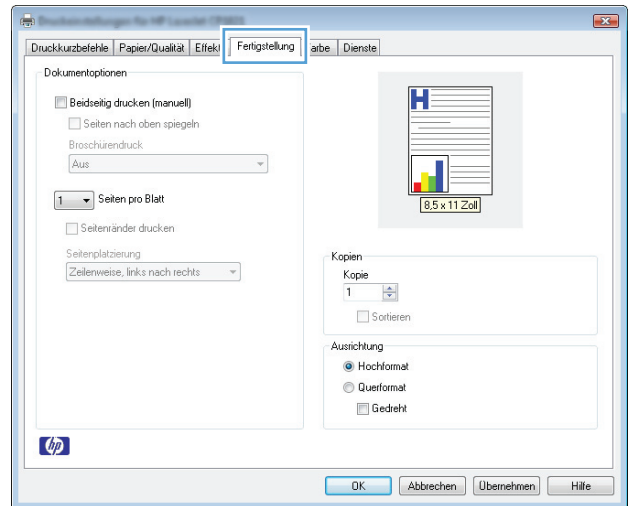 Druckkurzbefehle Papier/Qualität Effek Fertigstellung arbe Dienste
Dokumentoptionen
Beidseitig drucken (manuell)
Seiten nach oben spiegeln
Broschürendruck
Aus
1 Seiten pro Blatt
Seitenränder drucken
Seitenplatzierung
Zeilenweise, links nach rechts
H
8,5 x 11 Zoll
Kopien
Kopie
1
Sortieren
Ausrichtung
Hochformat
Querformat
Gedreht
hp
OK Abbrechen Übernehmen Hilfe